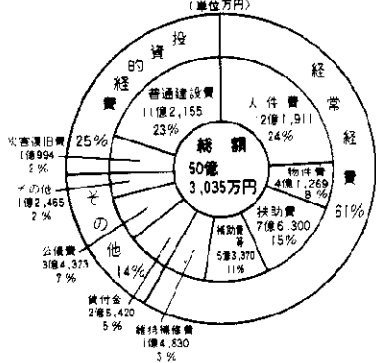 (単位万円)
投資的経費
25%
経常経費
61%
その他
14%
総額
50億
3,035万円
普通建設費
11億2,155
23%
人件費
12億1,911
24%
物件費
4億1,269
8%
扶助費
7億6,300
15%
補助費等
5億3,370
11%
維持補修費
1億4,830
3%
貸付金
2億6,420
5%
公債費
3億4,373
7%
その他
1億2,465
2%
災害復旧費
1億994
2%